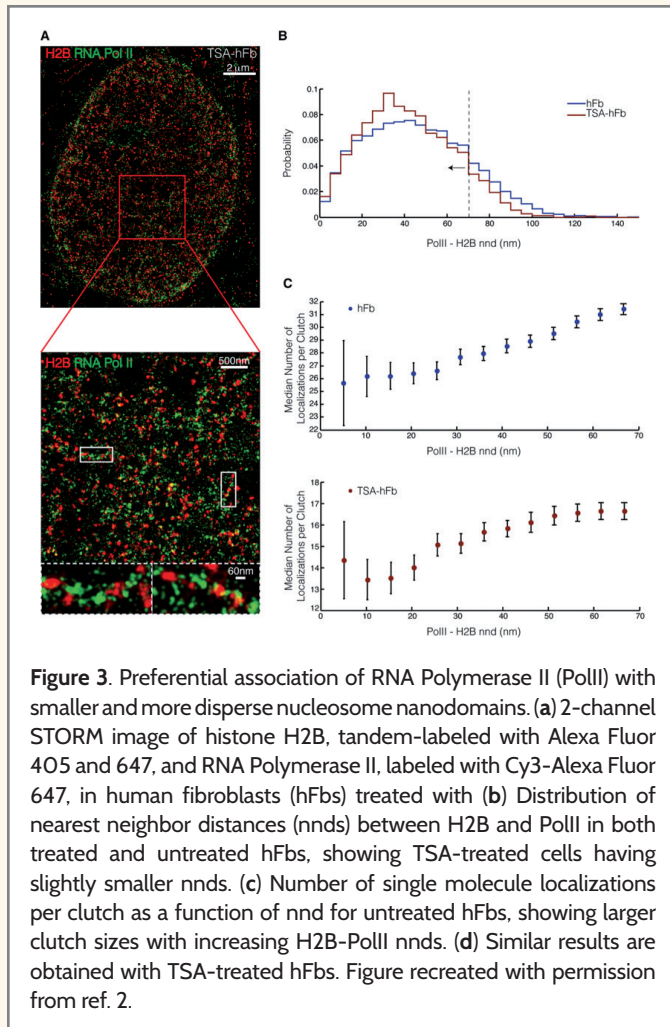 A
H2B RNA Pol II
TSA-hFb
2μm
H2B RNA Pol II
500nm
60nm
B
hFb
TSA-hFb
0.1
0.08
0.06
0.04
0.02
0
Probability
0 20 40 60 80 100 120 140
PolII - H2B nnd (nm)
C
hFb
32
31
30
29
28
27
26
25
24
23
22
Median Number of
Localizations per Clutch
0 10 20 30 40 50 60 70
PolII - H2B nnd (nm)
TSA-hFb
18
17
16
15
14
13
12
Median Number of
Localizations per Clutch
0 10 20 30 40 50 60 70
PolII - H2B nnd (nm)
Figure 3. Preferential association of RNA Polymerase II (PolII) with
smaller and more disperse nucleosome nanodomains. (a) 2-channel
STORM image of histone H2B, tandem-labeled with Alexa Fluor
405 and 647, and RNA Polymerase II, labeled with Cy3-Alexa Fluor
647, in human fibroblasts (hFbs) treated with (b) Distribution of
nearest neighbor distances (nnds) between H2B and PolII in both
treated and untreated hFbs, showing TSA-treated cells having
slightly smaller nnds. (c) Number of single molecule localizations
per clutch as a function of nnd for untreated hFbs, showing larger
clutch sizes with increasing H2B-PolII nnds. (d) Similar results are
obtained with TSA-treated hFbs. Figure recreated with permission
from ref. 2.